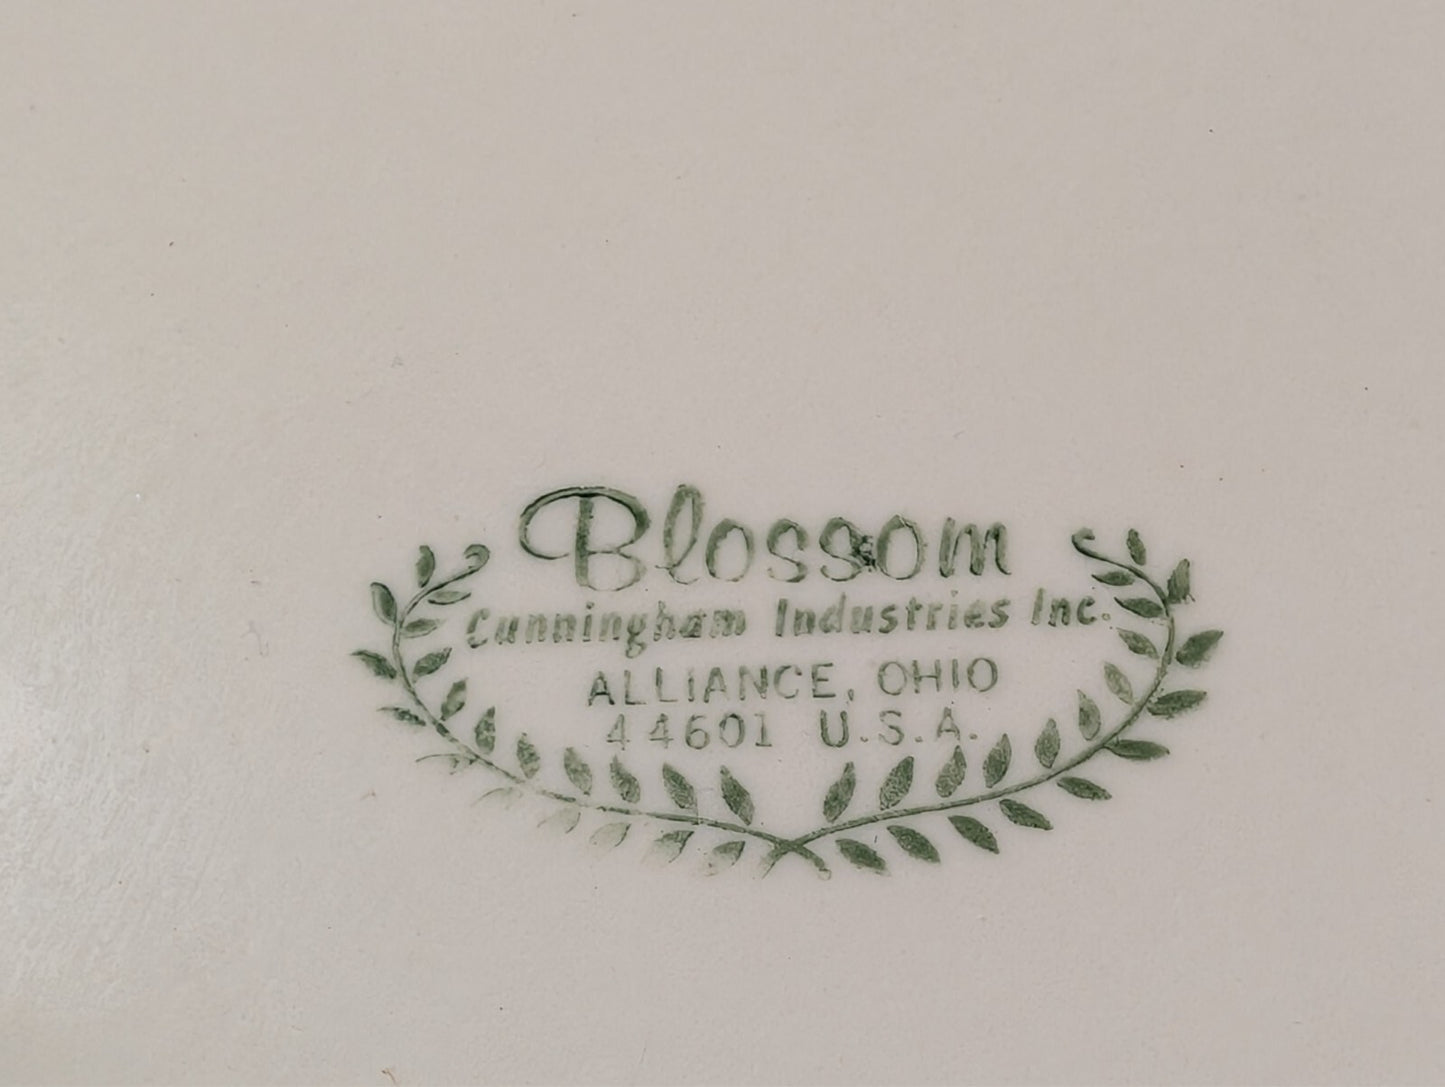 Blossom
Cunningham Industries Inc.
ALLIANCE, OHIO
44601 U.S.A.